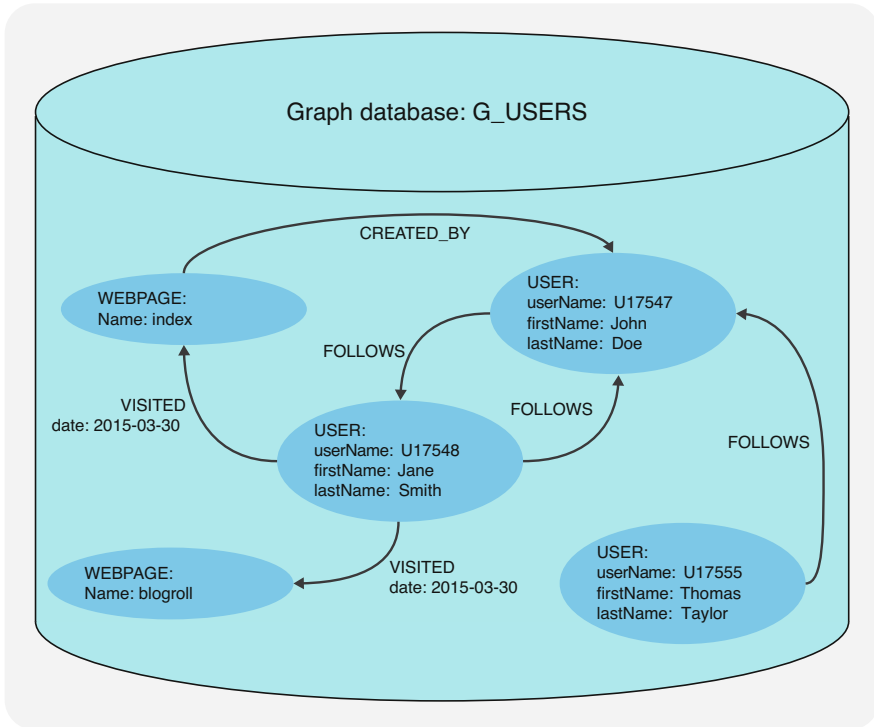 Graph database: G_USERS
CREATED_BY
WEBPAGE:
Name: index
USER:
userName: U17547
firstName: John
lastName: Doe
FOLLOWS
VISITED
date: 2015-03-30
FOLLOWS
USER:
userName: U17548
firstName: Jane
lastName: Smith
FOLLOWS
WEBPAGE:
Name: blogroll
VISITED
date: 2015-03-30
USER:
userName: U17555
firstName: Thomas
lastName: Taylor